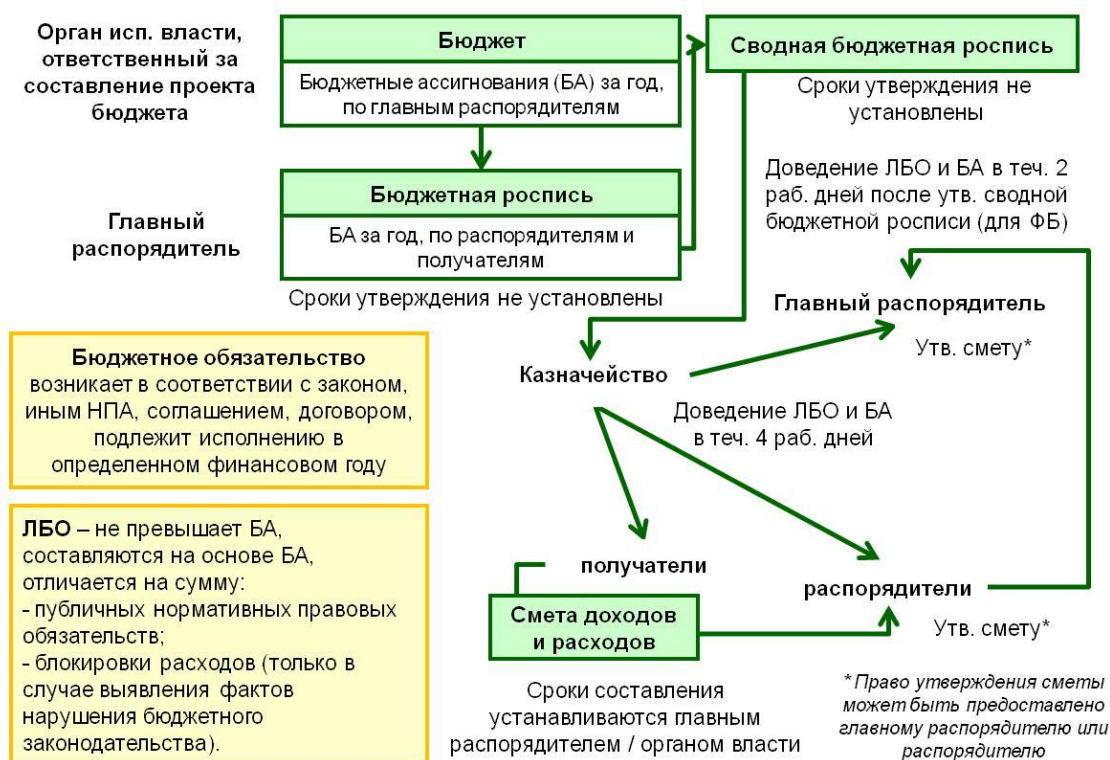 Орган исп. власти,
ответственный за
составление проекта
бюджета
Бюджет
Бюджетные ассигнования (БА) за год,
по главным распорядителям
Сводная бюджетная роспись
Сроки утверждения не
установлены
Главный
распорядитель
Бюджетная роспись
БА за год, по распорядителям и
получателям
Сроки утверждения не установлены
Доведение ЛБО и БА в теч. 2
раб. дней после утв. сводной
бюджетной росписи (для ФБ)
Главный распорядитель
Утв. смету*
Казначейство
Доведение ЛБО и БА
в теч. 4 раб. дней
Бюджетное обязательство
возникает в соответствии с законом,
иным НПА, соглашением, договором,
подлежит исполнению в
определенном финансовом году
ЛБО – не превышает БА,
составляются на основе БА,
отличается на сумму:
- публичных нормативных правовых
обязательств;
- блокировки расходов (только в
случае выявления фактов
нарушения бюджетного
законодательства).
получатели
Смета доходов
и расходов
Сроки составления
устанавливаются главным
распорядителем / органом власти
распорядители
Утв. смету*
* Право утверждения сметы
может быть предоставлено
главному распорядителю или
распорядителю